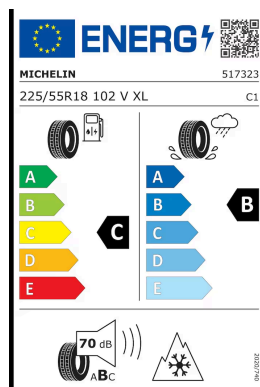 ENERG
MICHELIN 517323
225/55R18 102 V XL C1
A A
B B B
C C C
D D
E E
70 dB
ABC
2020/740